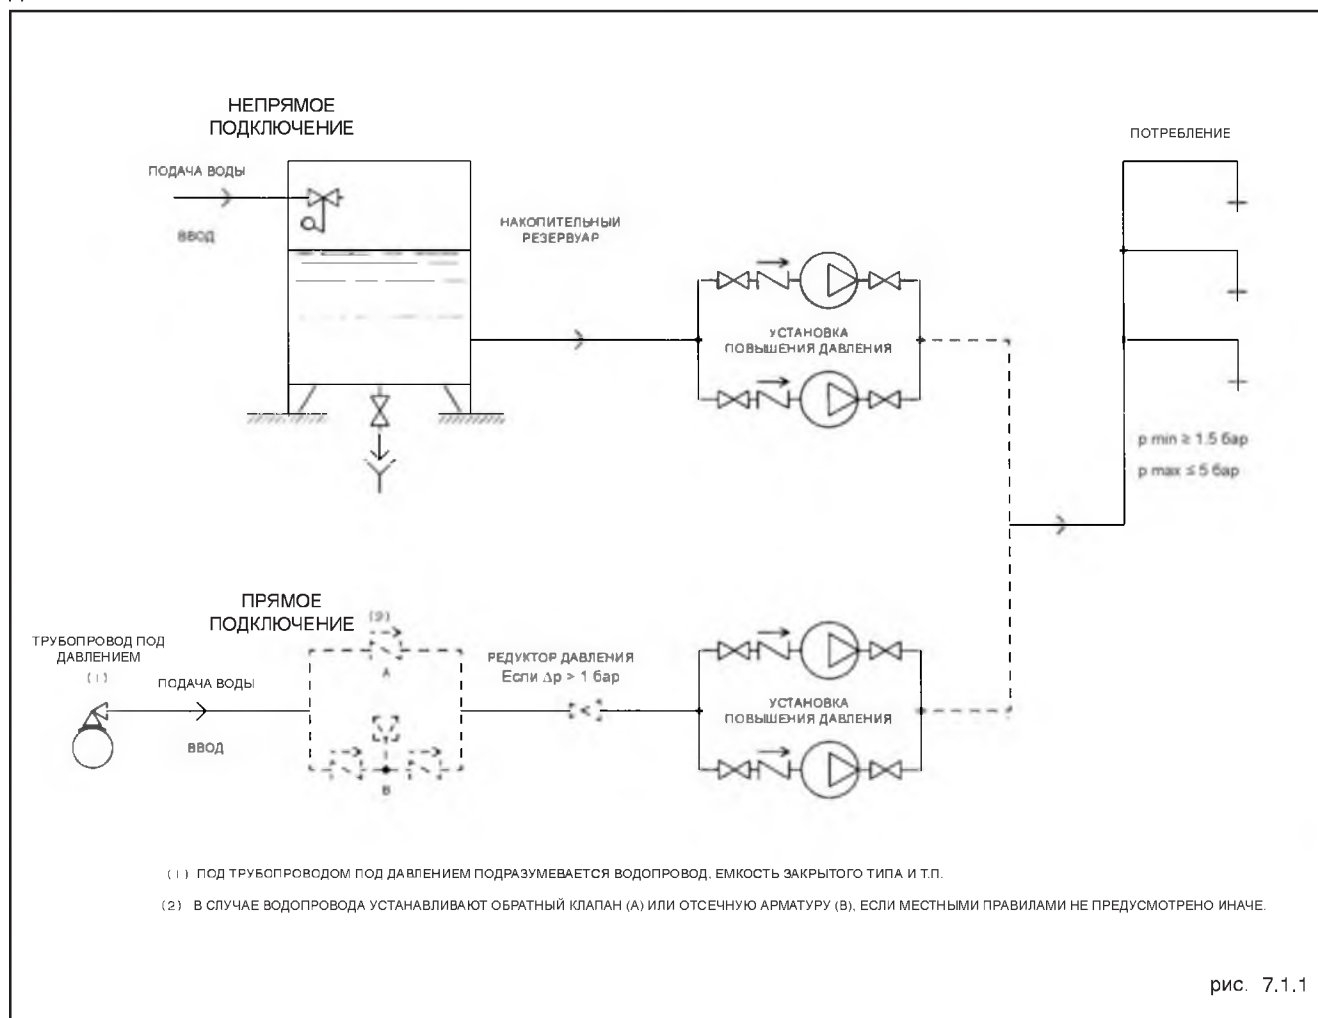 НЕПРЯМОЕ
ПОДКЛЮЧЕНИЕ
ПОДАЧА ВОДЫ
ВВОД
НАКОПИТЕЛЬНЫЙ
РЕЗЕРВУАР
УСТАНОВКА
ПОВЫШЕНИЯ ДАВЛЕНИЯ
ПОТРЕБЛЕНИЕ
p min ≥ 1.5 бар
p max ≤ 5 бар
ПРЯМОЕ
ПОДКЛЮЧЕНИЕ
(2)
ТРУБОПРОВОД ПОД
ДАВЛЕНИЕМ
(1)
ПОДАЧА ВОДЫ
ВВОД
A
B
РЕДУКТОР ДАВЛЕНИЯ
Если Δp > 1 бар
УСТАНОВКА
ПОВЫШЕНИЯ ДАВЛЕНИЯ
(1) ПОД ТРУБОПРОВОДОМ ПОД ДАВЛЕНИЕМ ПОДРАЗУМЕВАЕТСЯ ВОДОПРОВОД, ЕМКОСТЬ ЗАКРЫТОГО ТИПА И Т.П.
(2) В СЛУЧАЕ ВОДОПРОВОДА УСТАНАВЛИВАЮТ ОБРАТНЫЙ КЛАПАН (А) ИЛИ ОТСЕЧНУЮ АРМАТУРУ (В), ЕСЛИ МЕСТНЫМИ ПРАВИЛАМИ НЕ ПРЕДУСМОТРЕНО ИНАЧЕ.
рис. 7.1.1